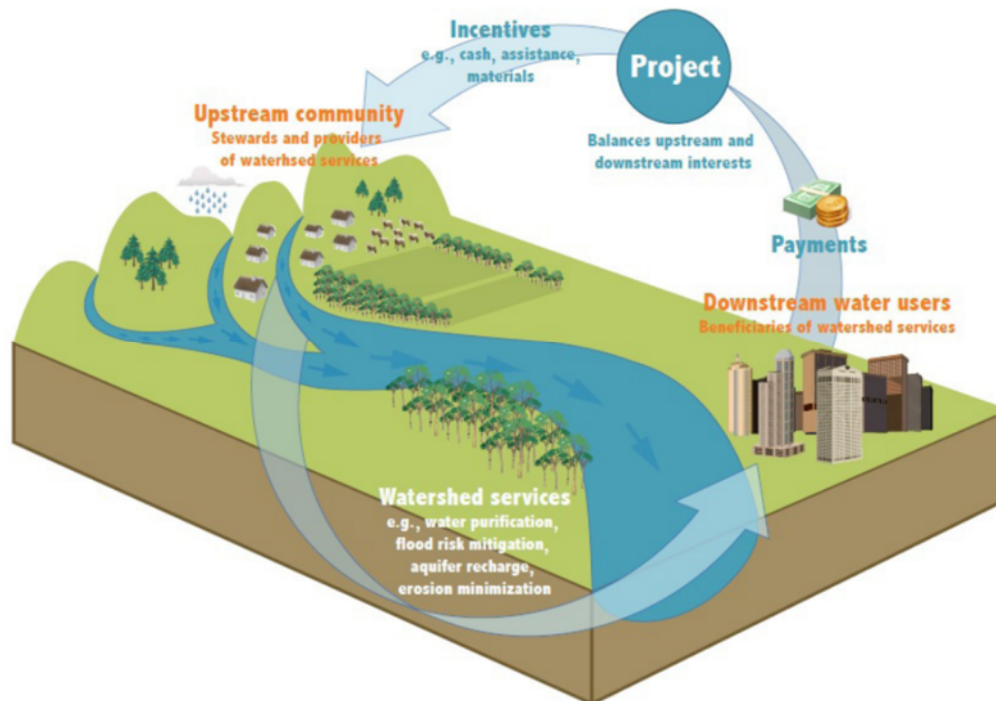 Incentives
e.g., cash, assistance,
materials
Project
Balances upstream and
downstream interests
Upstream community
Stewards and providers
of waterhsed services
Payments
Downstream water users
Beneficiaries of watershed services
Watershed services
e.g., water purification,
flood risk mitigation,
aquifer recharge,
erosion minimization